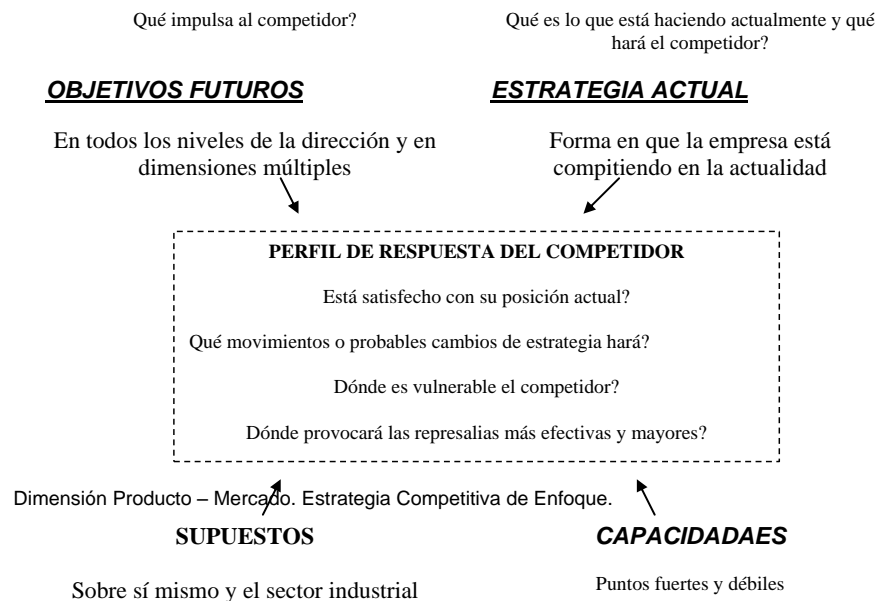 Qué impulsa al competidor?
Qué es lo que está haciendo actualmente y qué
hará el competidor?
OBJETIVOS FUTUROS
ESTRATEGIA ACTUAL
En todos los niveles de la dirección y en
dimensiones múltiples
Forma en que la empresa está
compitiendo en la actualidad
PERFIL DE RESPUESTA DEL COMPETIDOR
Está satisfecho con su posición actual?
Qué movimientos o probables cambios de estrategia hará?
Dónde es vulnerable el competidor?
Dónde provocará las represalias más efectivas y mayores?
Dimensión Producto – Mercado. Estrategia Competitiva de Enfoque.
SUPUESTOS
CAPACIDADAES
Sobre sí mismo y el sector industrial
Puntos fuertes y débiles